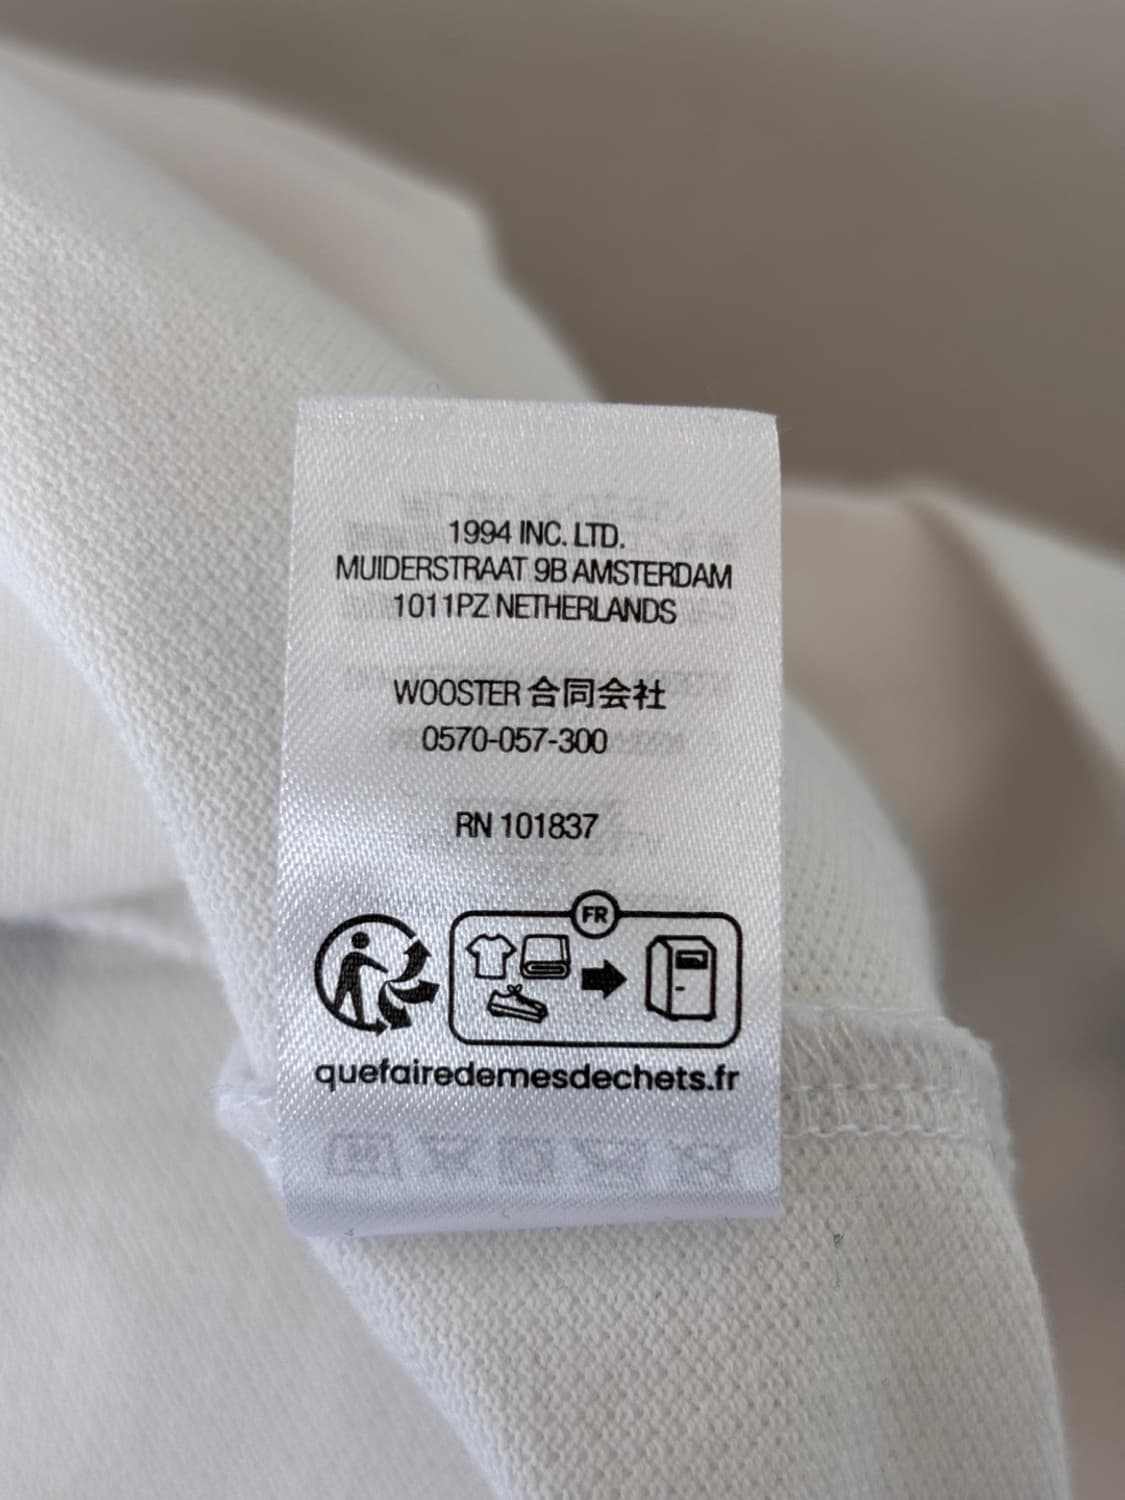 1994 INC. LTD.
MUIDERSTRAAT 9B AMSTERDAM
1011PZ NETHERLANDS
WOOSTER 合同会社
0570-057-300
RN 101837
FR
quefairedemesdechets.fr